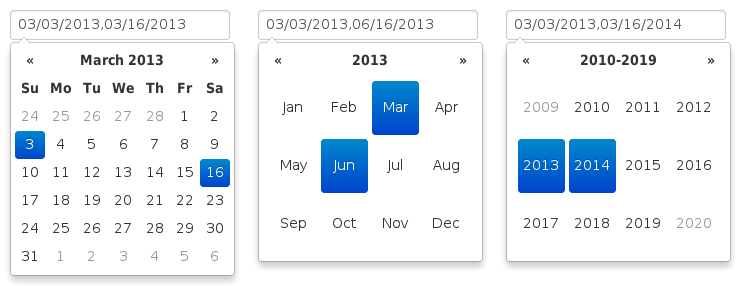 03/03/2013,03/16/2013
« March 2013 »
Su Mo Tu We Th Fr Sa
24 25 26 27 28 1 2
3 4 5 6 7 8 9
10 11 12 13 14 15 16
17 18 19 20 21 22 23
24 25 26 27 28 29 30
31 1 2 3 4 5 6
03/03/2013,06/16/2013
« 2013 »
Jan Feb Mar Apr
May Jun Jul Aug
Sep Oct Nov Dec
03/03/2013,03/16/2014
« 2010-2019 »
2009 2010 2011 2012
2013 2014 2015 2016
2017 2018 2019 2020